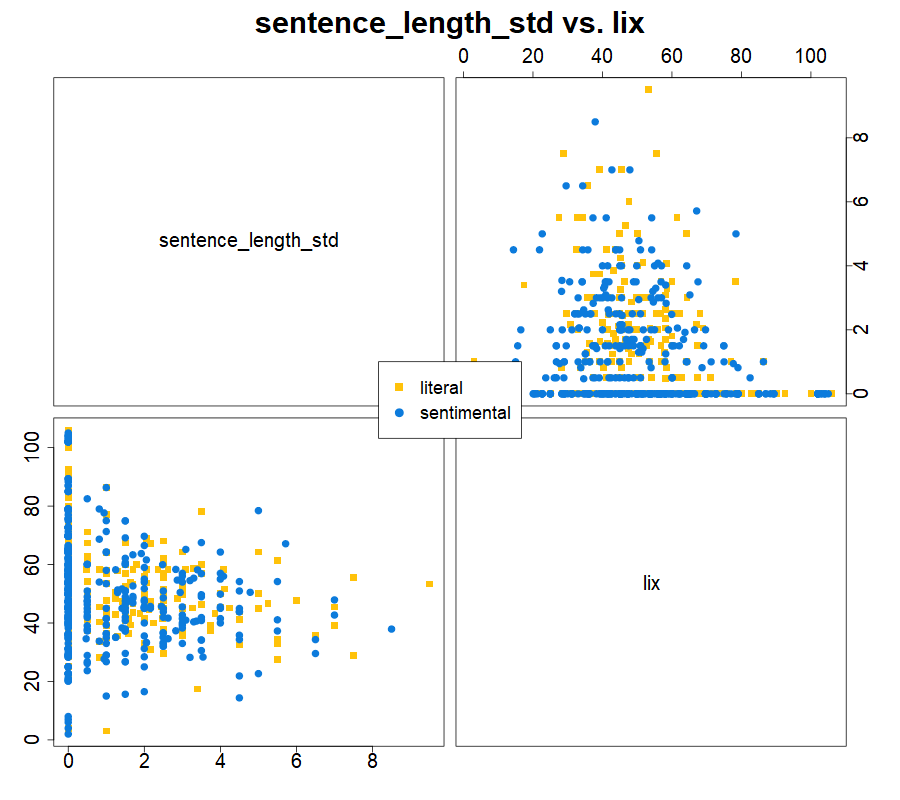 sentence_length_std vs. lix
0 20 40 60 80 100
sentence_length_std
0 2 4 6 8
literal
sentimental
0 20 40 60 80 100
lix
0 2 4 6 8